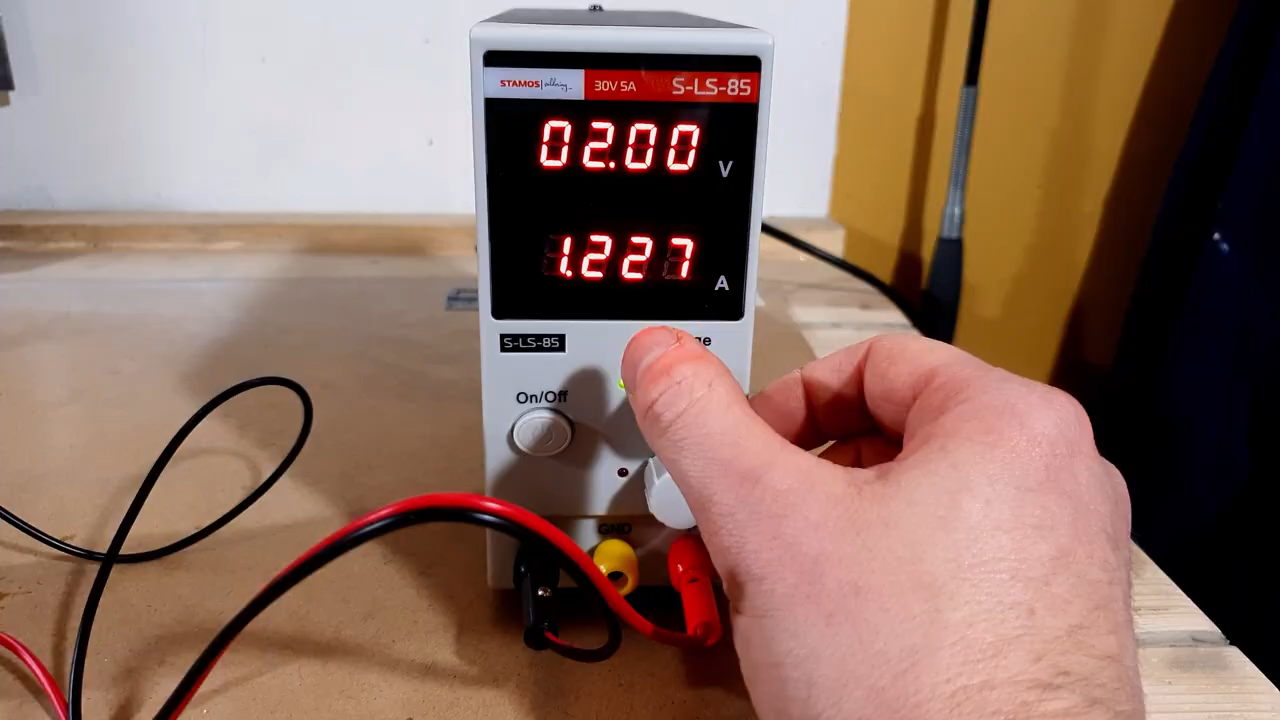 STAMOS
30V 5A
S-LS-85
02.00
V
1.227
A
S-LS-85
On/Off
GND